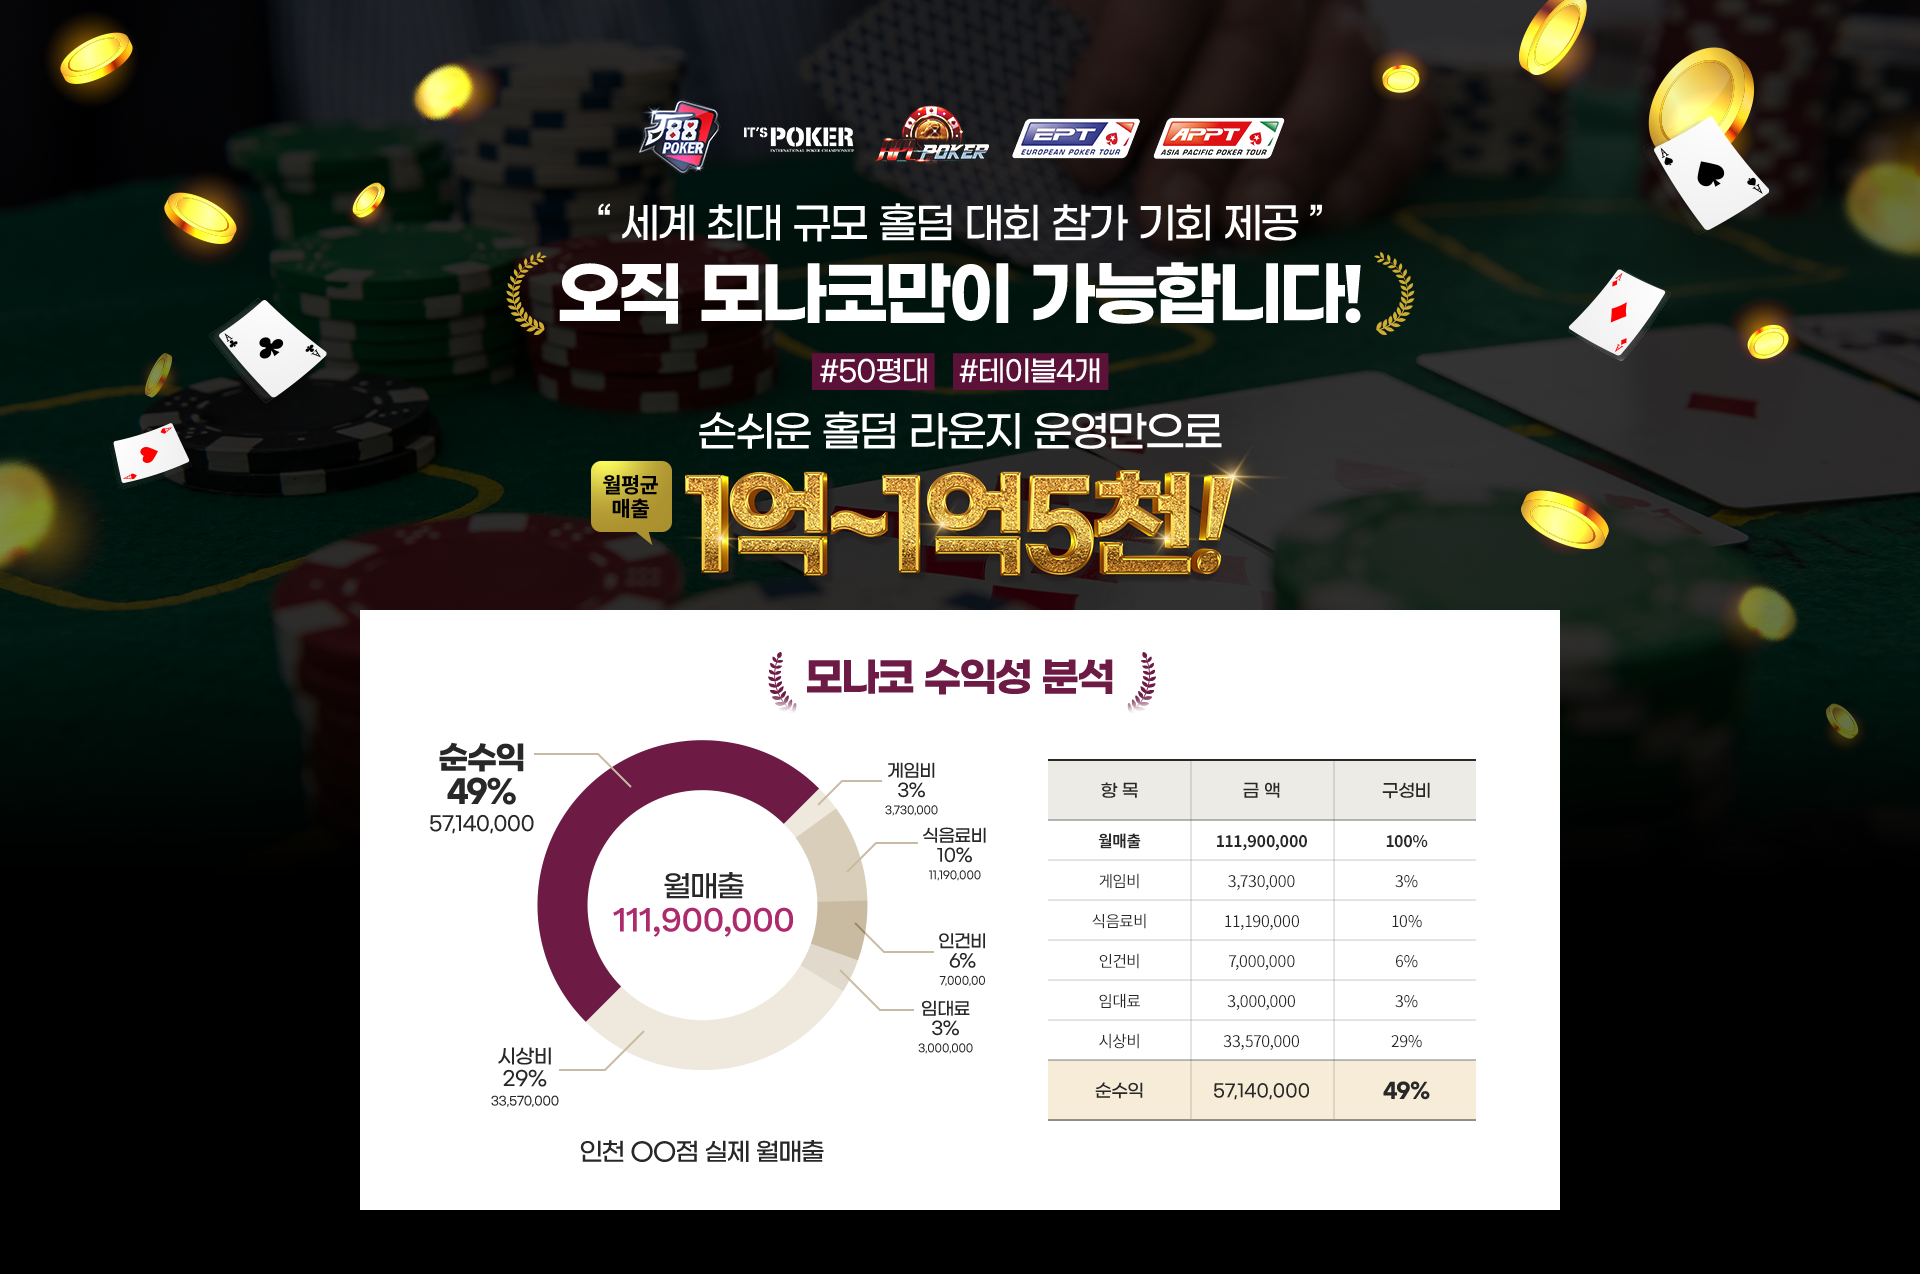 J88 POKER
IT'S POKER
INTERNATIONAL POKER CHAMPIONSHIP
APL POKER
EPT
EUROPEAN POKER TOUR
APPT
ASIA PACIFIC POKER TOUR
“ 세계 최대 규모 홀덤 대회 참가 기회 제공 ”
오직 모나코만이 가능합니다!
#50평대 #테이블4개
손쉬운 홀덤 라운지 운영만으로
월평균
매출
1억~1억5천!
모나코 수익성 분석
순수익
49%
57,140,000
게임비
3%
3,730,000
식음료비
10%
11,190,000
인건비
6%
7,000,00
임대료
3%
3,000,000
시상비
29%
33,570,000
월매출
111,900,000
인천 〇〇점 실제 월매출
항 목 금 액 구성비
월매출 111,900,000 100%
게임비 3,730,000 3%
식음료비 11,190,000 10%
인건비 7,000,000 6%
임대료 3,000,000 3%
시상비 33,570,000 29%
순수익 57,140,000 49%